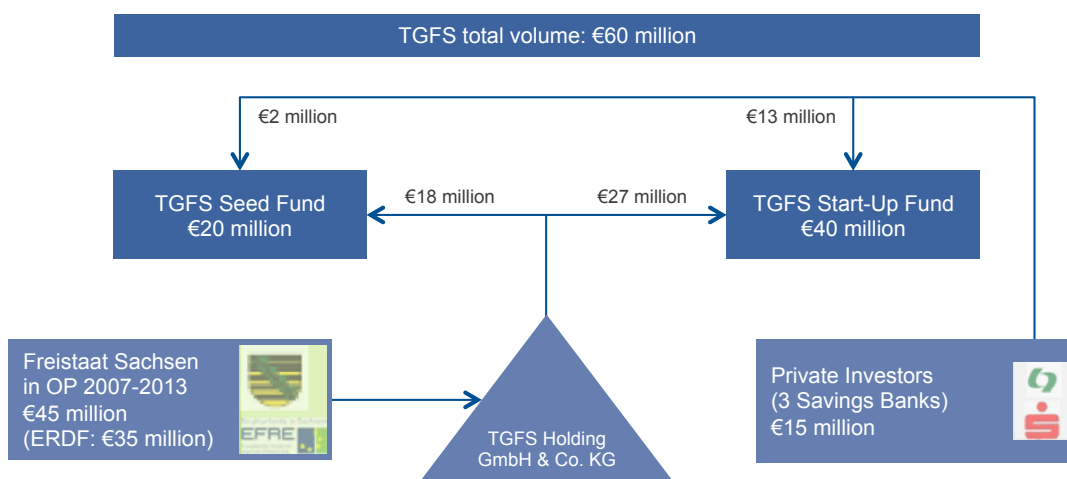 TGFS total volume: €60 million
€2 million
€13 million
TGFS Seed Fund
€20 million
€18 million
€27 million
TGFS Start-Up Fund
€40 million
Freistaat Sachsen
in OP 2007-2013
€45 million
(ERDF: €35 million)
EFRE
TGFS Holding
GmbH & Co. KG
Private Investors
(3 Savings Banks)
€15 million